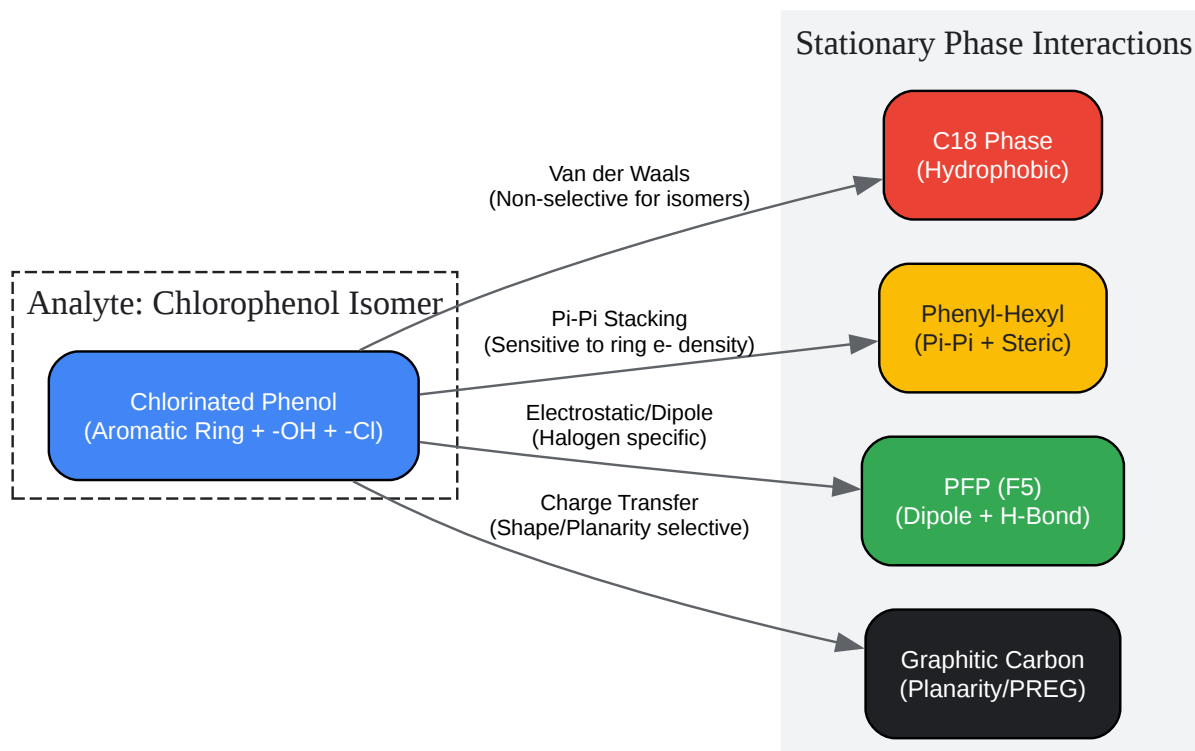 Stationary Phase Interactions
C18 Phase
(Hydrophobic)
Van der Waals
(Non-selective for isomers)
Analyte: Chlorophenol Isomer
Pi-Pi Stacking
(Sensitive to ring e- density)
Phenyl-Hexyl
(Pi-Pi + Steric)
Chlorinated Phenol
(Aromatic Ring + -OH + -Cl)
Electrostatic/Dipole
(Halogen specific)
PFP (F5)
(Dipole + H-Bond)
Charge Transfer
(Shape/Planarity selective)
Graphitic Carbon
(Planarity/PREG)